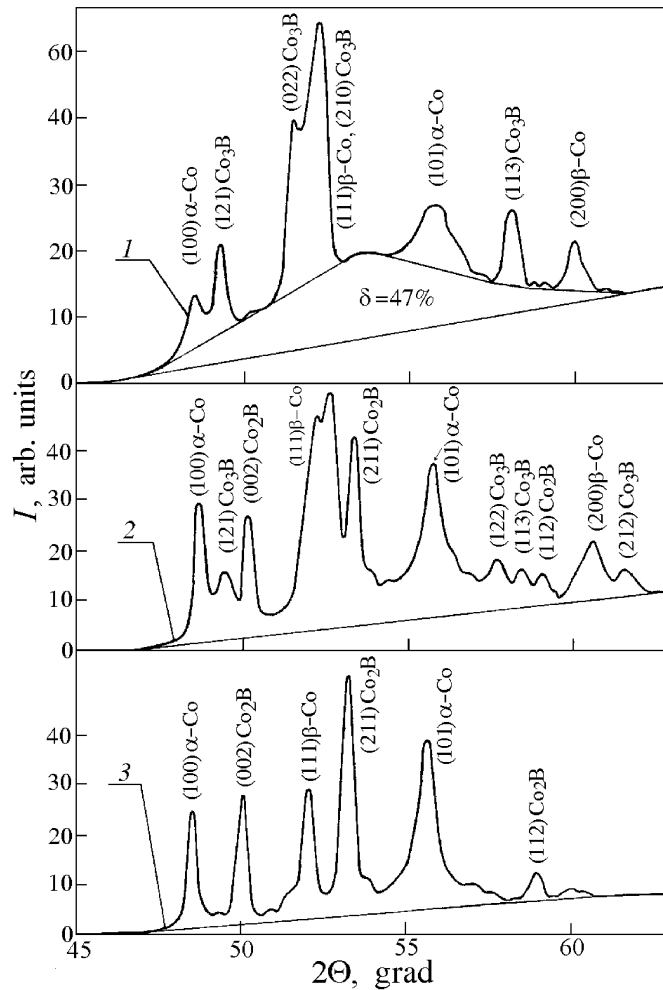 I, arb. units
60
50
40
30
20
10
0
1
(100) α-Co
(121) Co3B
(022) Co3B
(111) β-Co, (210) Co3B
(101) α-Co
(113) Co3B
(200) β-Co
δ = 47%
40
30
20
10
0
2
(100) α-Co
(121) Co3B
(002) Co2B
(111) β-Co
(211) Co2B
(101) α-Co
(122) Co3B
(113) Co3B
(112) Co2B
(200) β-Co
(212) Co3B
40
30
20
10
0
3
(100) α-Co
(002) Co2B
(111) β-Co
(211) Co2B
(101) α-Co
(112) Co2B
45 50 55 60
2Θ, grad